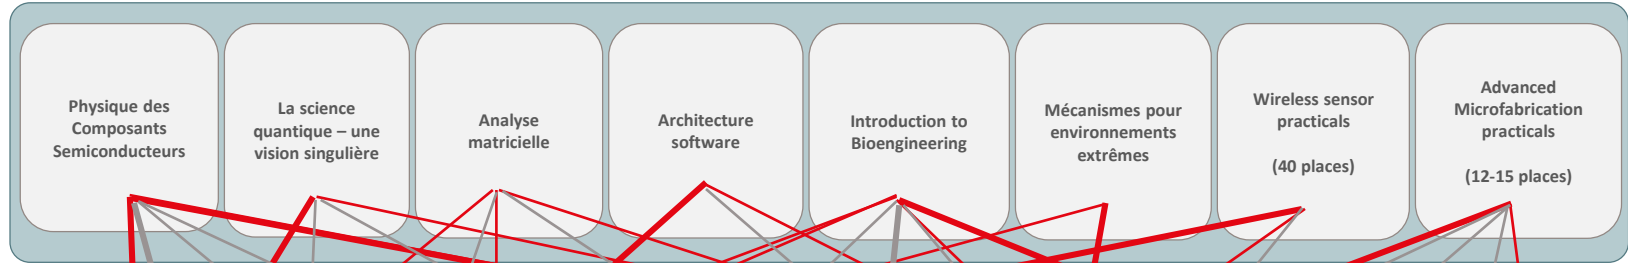 Physique des
Composants
Semiconducteurs
La science
quantique – une
vision singulière
Analyse
matricielle
Architecture
software
Introduction to
Bioengineering
Mécanismes pour
environnements
extrêmes
Wireless sensor
practicals
(40 places)
Advanced
Microfabrication
practicals
(12-15 places)